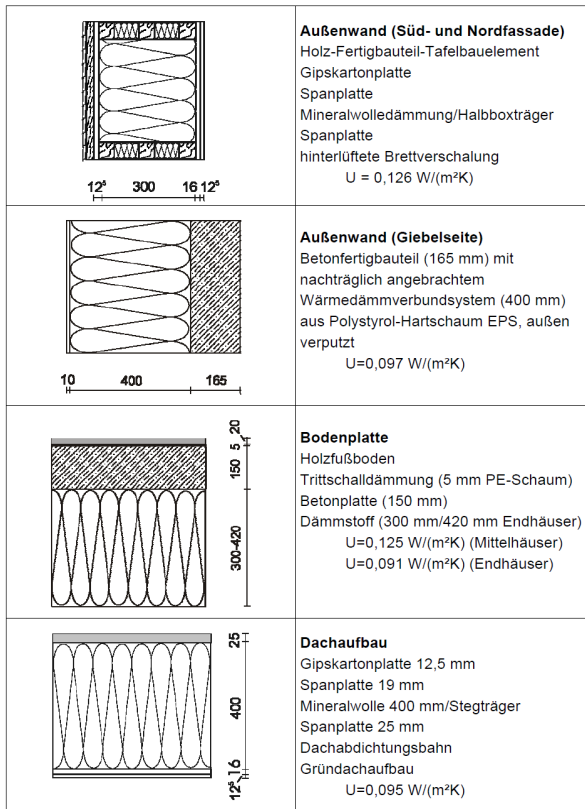 Außenwand (Süd- und Nordfassade)
Holz-Fertigbauteil-Tafelbauelement
Gipskartonplatte
Spanplatte
Mineralwolledämmung/Halbboxträger
Spanplatte
hinterlüftete Brettverschalung
U = 0,126 W/(m²K)
12⁵ 300 16 12⁵
Außenwand (Giebelseite)
Betonfertigbauteil (165 mm) mit
nachträglich angebrachtem
Wärmedämmverbundsystem (400 mm)
aus Polystyrol-Hartschaum EPS, außen
verputzt
U=0,097 W/(m²K)
10 400 165
Bodenplatte
Holzfußboden
Trittschalldämmung (5 mm PE-Schaum)
Betonplatte (150 mm)
Dämmstoff (300 mm/420 mm Endhäuser)
U=0,125 W/(m²K) (Mittelhäuser)
U=0,091 W/(m²K) (Endhäuser)
20
5
150
300-420
Dachaufbau
Gipskartonplatte 12,5 mm
Spanplatte 19 mm
Mineralwolle 400 mm/Stegträger
Spanplatte 25 mm
Dachabdichtungsbahn
Gründachaufbau
U=0,095 W/(m²K)
25
400
16
12⁵